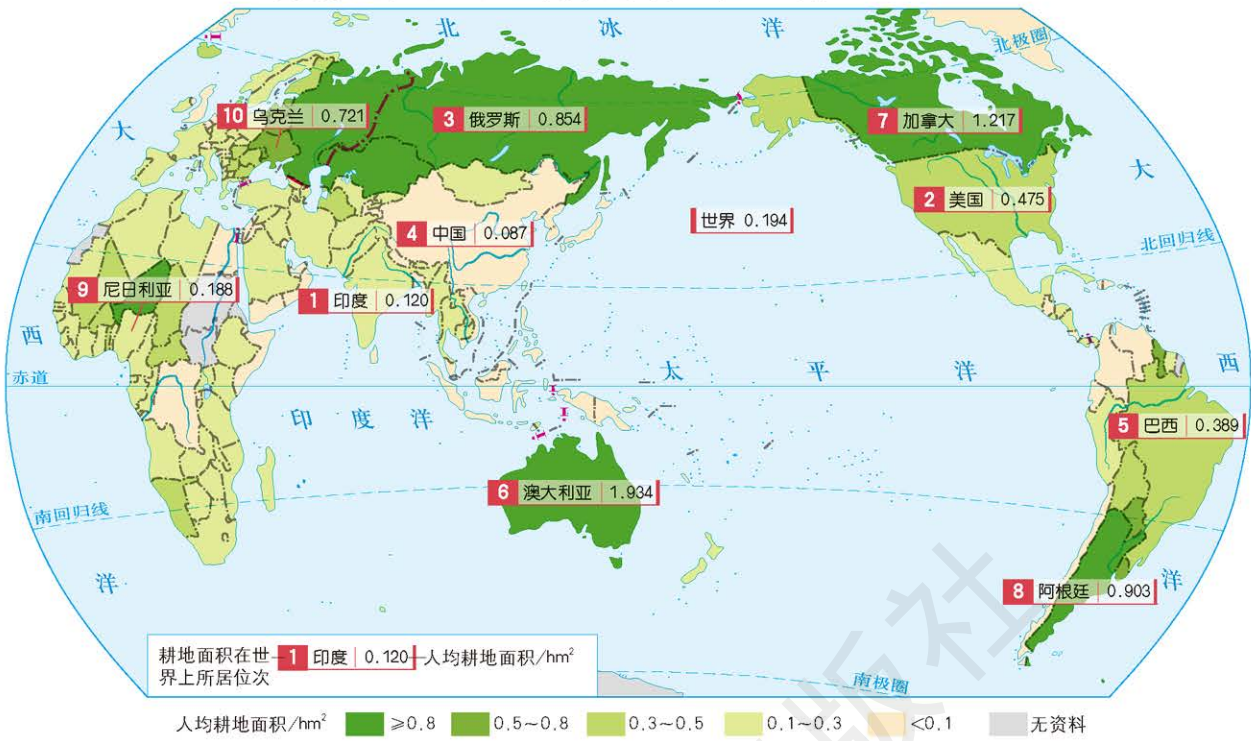 北 冰 洋
北极圈
大
10 乌克兰 0.721
3 俄罗斯 0.854
7 加拿大 1.217
大
2 美国 0.475
世界 0.194
4 中国 0.087
北回归线
9 尼日利亚 0.188
1 印度 0.120
西
西
赤道
太 平 洋
印 度 洋
5 巴西 0.389
6 澳大利亚 1.934
南回归线
洋
洋
8 阿根廷 0.903
耕地面积在世
界上所居位次
1 印度 0.120
人均耕地面积/hm²
南极圈
人均耕地面积/hm² ≥0.8 0.5~0.8 0.3~0.5 0.1~0.3 <0.1 无资料
版社